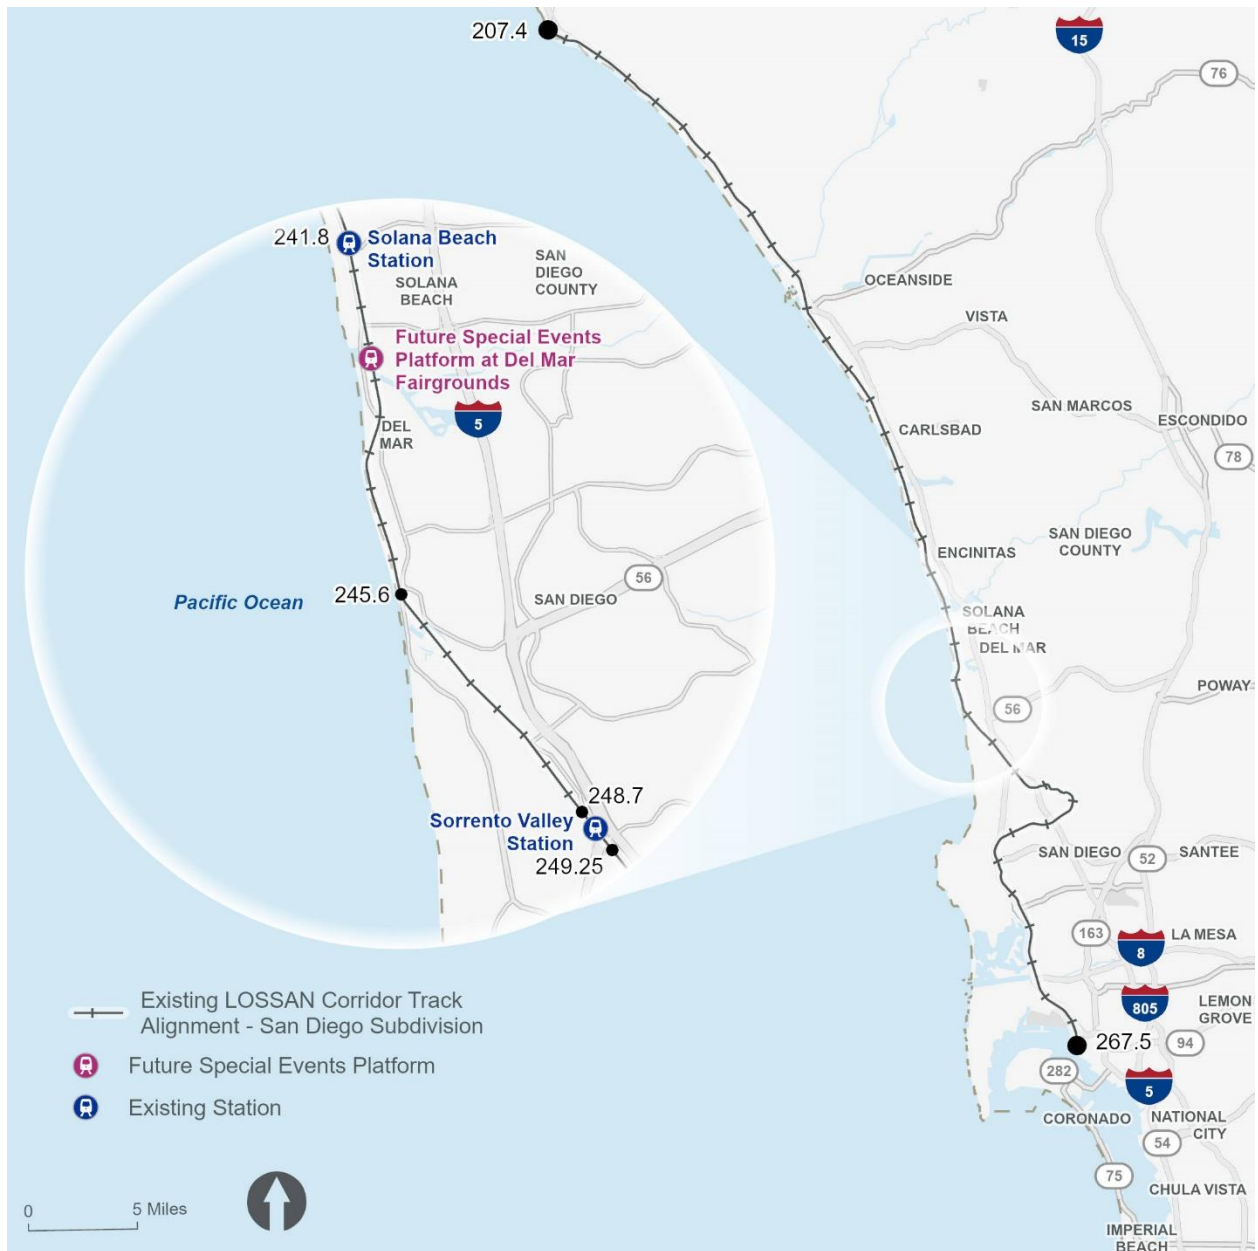 207.4
15
76
241.8
Solana Beach
Station
SAN
DIEGO
COUNTY
SOLANA
BEACH
OCEANSIDE
VISTA
Future Special Events
Platform at Del Mar
Fairgrounds
5
DEL
MAR
SAN MARCOS
ESCONDIDO
CARLSBAD
78
SAN DIEGO
COUNTY
ENCINITAS
56
Pacific Ocean
245.6
SAN DIEGO
SOLANA
BEACH
DEL MAR
POWAY
56
248.7
Sorrento Valley
Station
249.25
SAN DIEGO
52
SANTEE
163
LA MESA
8
805
LEMON
GROVE
267.5
94
282
5
CORONADO
NATIONAL
CITY
54
75
CHULA VISTA
IMPERIAL
BEACH
Existing LOSSAN Corridor Track
Alignment - San Diego Subdivision
Future Special Events Platform
Existing Station
0
5 Miles